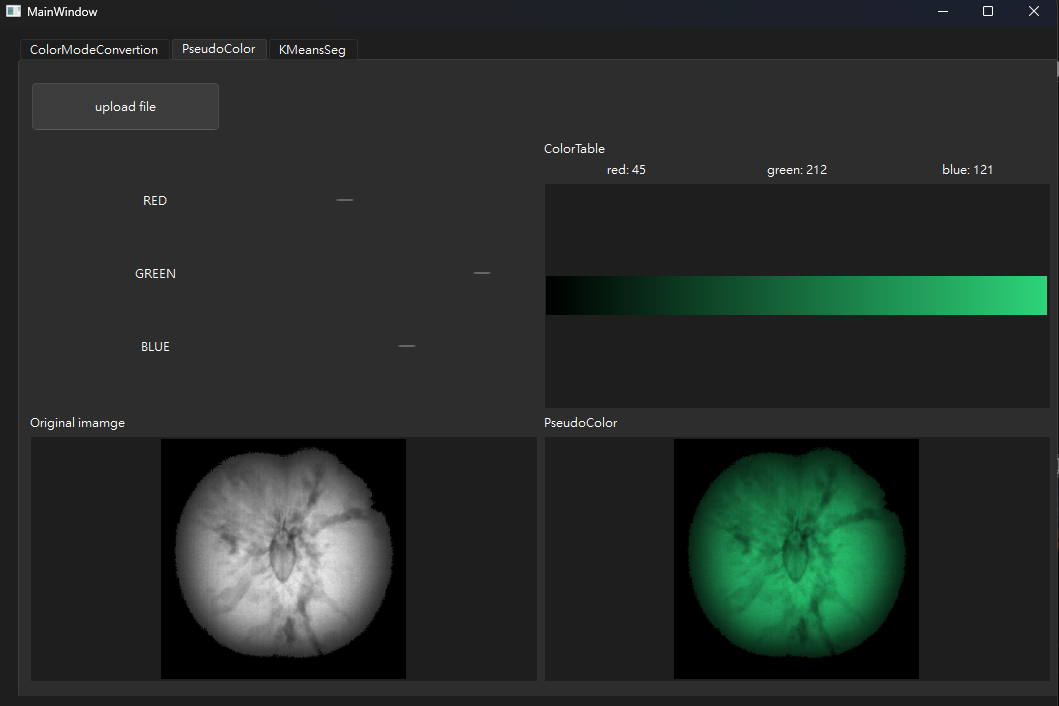 MainWindow
ColorModeConvertion PseudoColor KMeansSeg
upload file
ColorTable
red: 45 green: 212 blue: 121
RED
GREEN
BLUE
Original imamge
PseudoColor